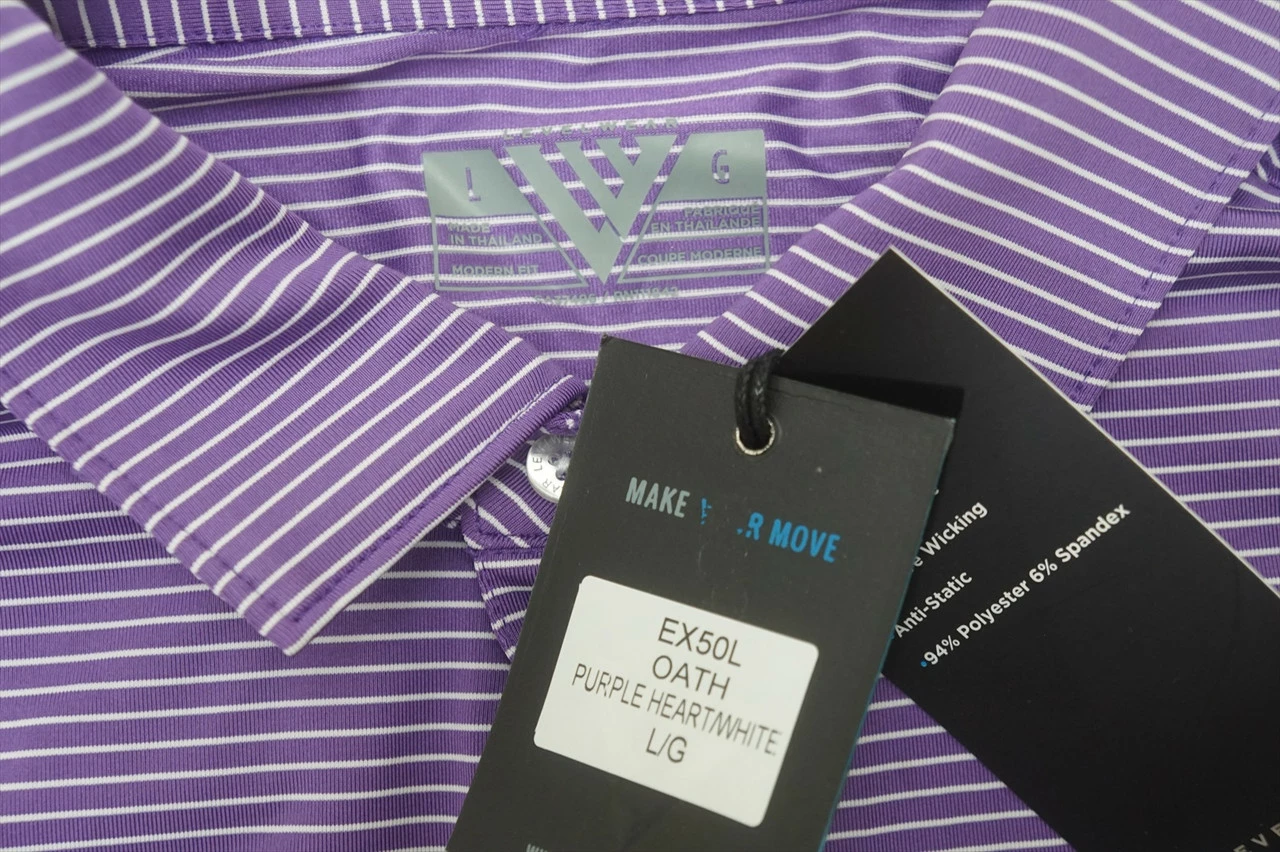 LEVELWEAR
L
G
MADE
IN THAILAND
MODERN FIT
FABRIQUÉ
EN THAÏLANDE
COUPE MODERNE
MAKE
R MOVE
EX50L
OATH
PURPLE HEART/WHITE
L/G
Wicking
Anti-Static
•94% Polyester 6% Spandex